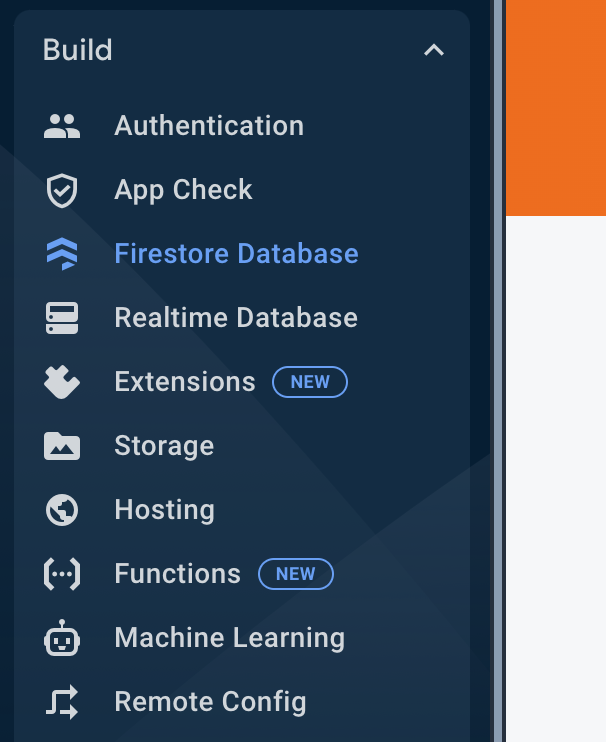 Build
Authentication
App Check
Firestore Database
Realtime Database
Extensions NEW
Storage
Hosting
Functions NEW
Machine Learning
Remote Config